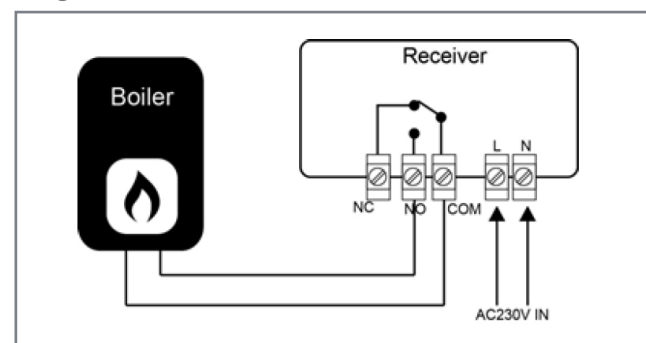 Receiver
Boiler
L N
NC NO COM
AC230V IN